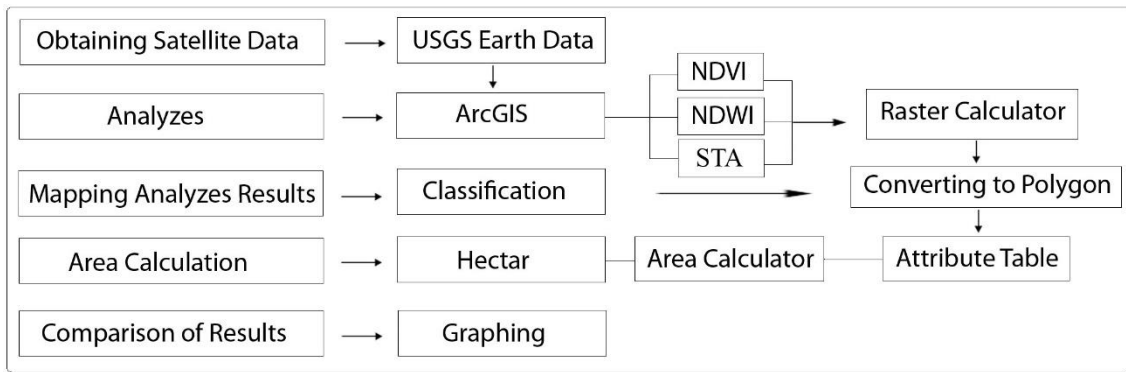 Obtaining Satellite Data
USGS Earth Data
NDVI
Analyzes
ArcGIS
NDWI
Raster Calculator
STA
Mapping Analyzes Results
Classification
Converting to Polygon
Area Calculation
Hectar
Area Calculator
Attribute Table
Comparison of Results
Graphing